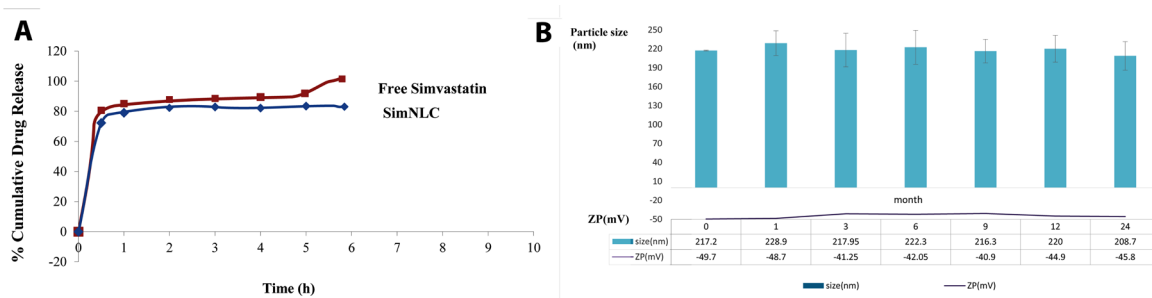 A
120
100
80
60
40
20
0
-20
0 1 2 3 4 5 6 7 8 9 10
% Cumulative Drug Release
Time (h)
Free Simvastatin
SimNLC
B
Particle size
(nm)
250
220
190
160
130
100
70
40
10
-20
-50
month
ZP(mV)
0 1 3 6 9 12 24
size(nm) 217.2 228.9 217.95 222.3 216.3 220 208.7
ZP(mV) -49.7 -48.7 -41.25 -42.05 -40.9 -44.9 -45.8
size(nm) ZP(mV)